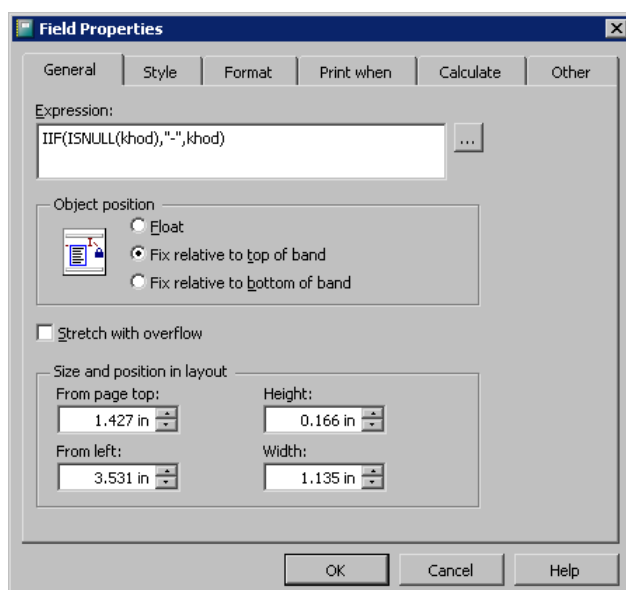 Field Properties
General Style Format Print when Calculate Other
Expression:
IIF(ISNULL(khod),"-",khod)
...
Object position
Float
Fix relative to top of band
Fix relative to bottom of band
Stretch with overflow
Size and position in layout
From page top: Height:
1.427 in 0.166 in
From left: Width:
3.531 in 1.135 in
OK Cancel Help